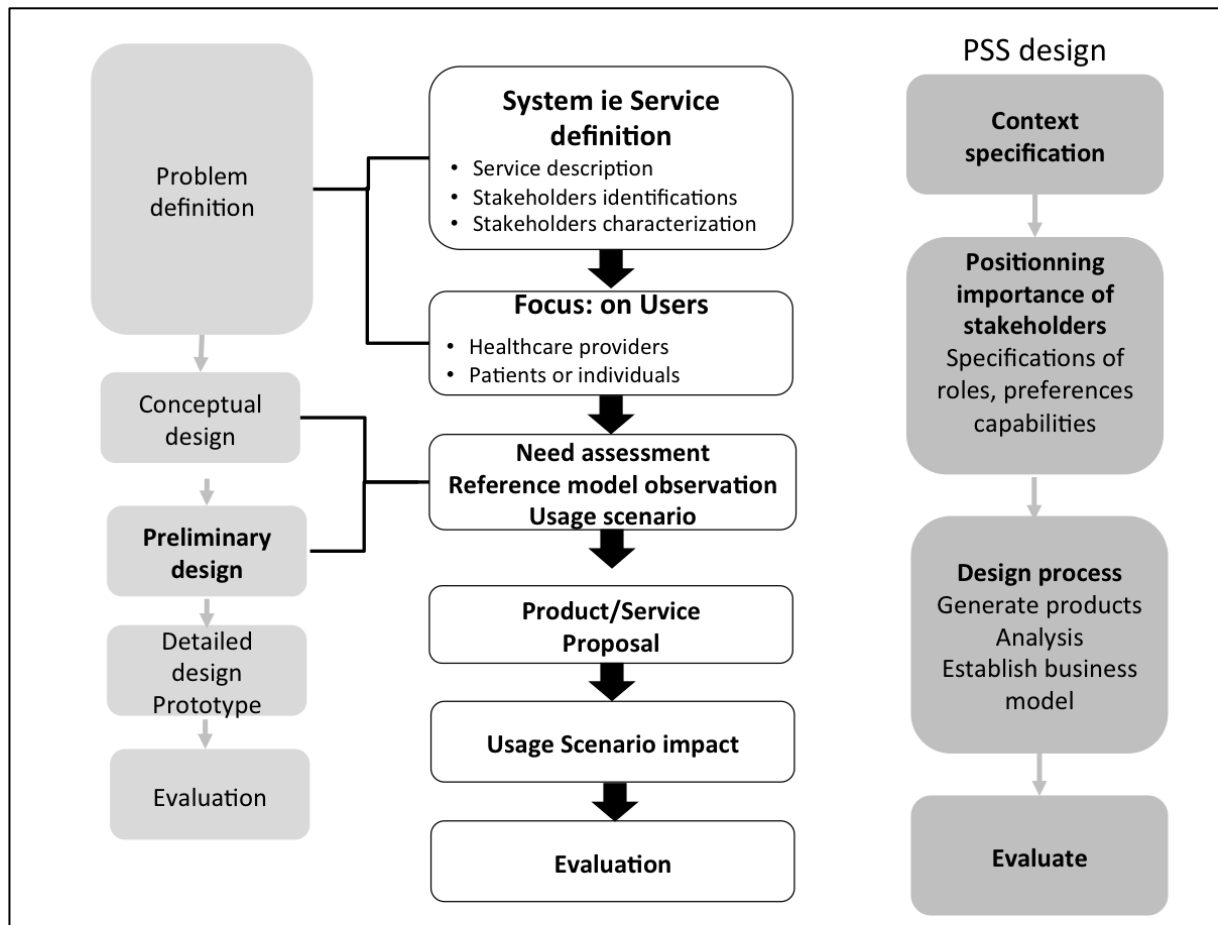 Problem
definition
Conceptual
design
Preliminary
design
Detailed
design
Prototype
Evaluation
System ie Service
definition
• Service description
• Stakeholders identifications
• Stakeholders characterization
Focus: on Users
• Healthcare providers
• Patients or individuals
Need assessment
Reference model observation
Usage scenario
Product/Service
Proposal
Usage Scenario impact
Evaluation
PSS design
Context
specification
Positionning
importance of
stakeholders
Specifications of
roles, preferences
capabilities
Design process
Generate products
Analysis
Establish business
model
Evaluate